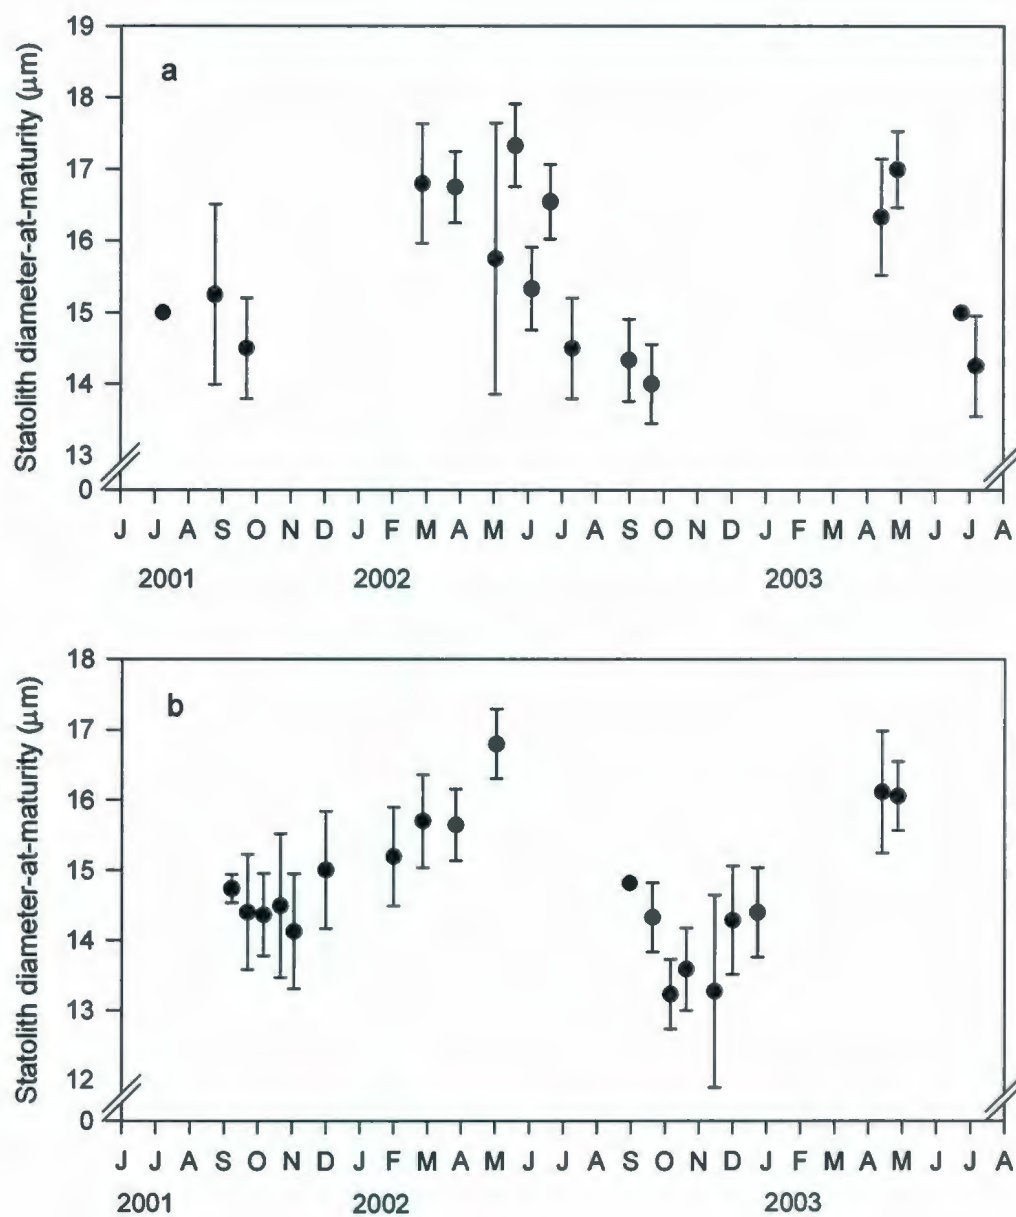 Statolith diameter-at-maturity (µm)
a
19
18
17
16
15
14
13
0
J J A S O N D J F M A M J J A S O N D J F M A M J J A
2001 2002 2003
Statolith diameter-at-maturity (µm)
b
18
17
16
15
14
13
12
0
J J A S O N D J F M A M J J A S O N D J F M A M J J A
2001 2002 2003